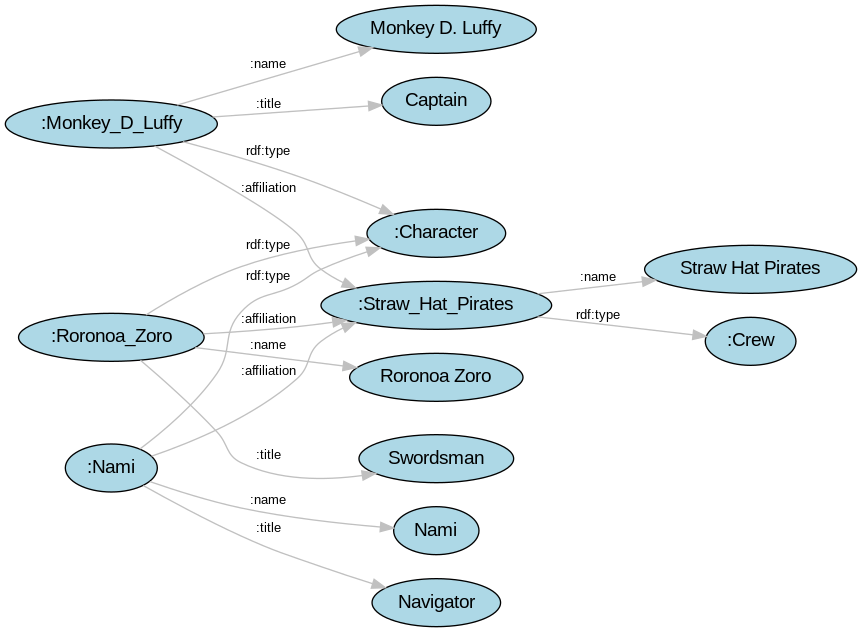 Monkey D. Luffy
:name
:title
Captain
:Monkey_D_Luffy
rdf:type
:affiliation
:Character
rdf:type
rdf:type
:name
Straw Hat Pirates
:Straw_Hat_Pirates
rdf:type
:affiliation
:Roronoa_Zoro
:name
:Crew
:affiliation
Roronoa Zoro
:title
Swordsman
:Nami
:name
Nami
:title
Navigator